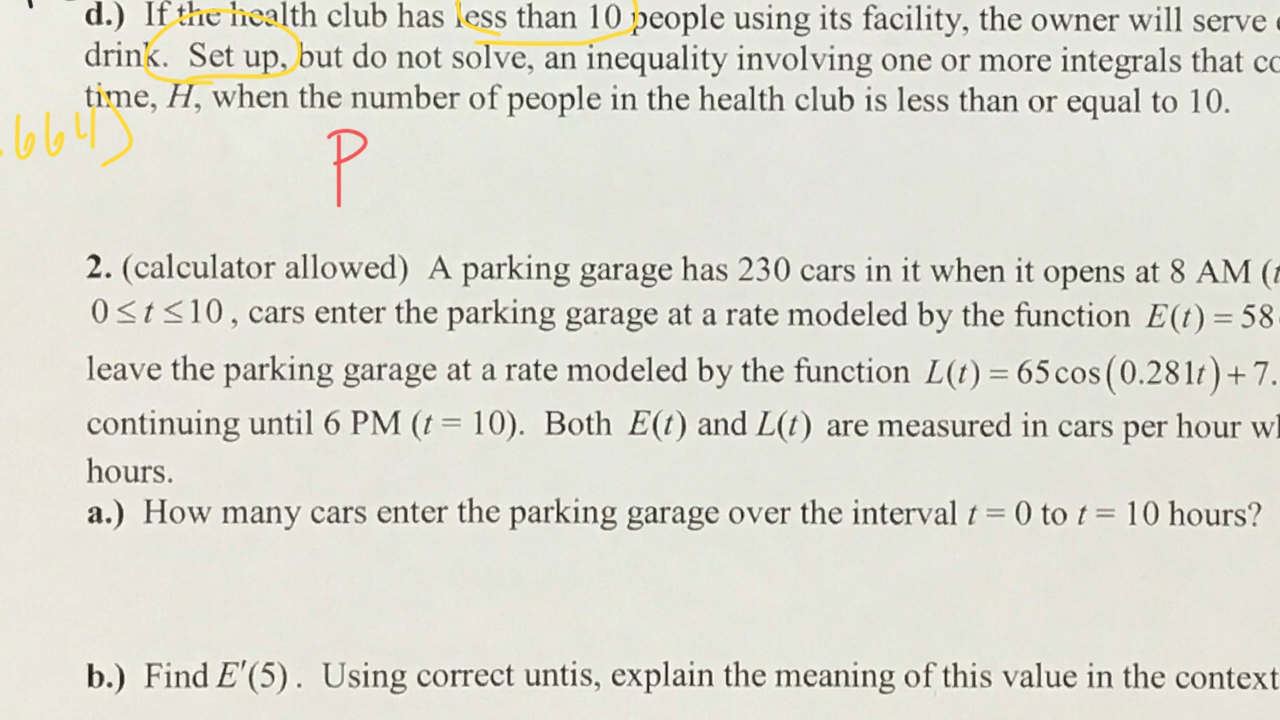 d.) If the health club has less than 10 people using its facility, the owner will serve
drink. Set up, but do not solve, an inequality involving one or more integrals that co
time, H, when the number of people in the health club is less than or equal to 10.
.664)
P
2. (calculator allowed) A parking garage has 230 cars in it when it opens at 8 AM (t
0 ≤ t ≤ 10, cars enter the parking garage at a rate modeled by the function E(t) = 58
leave the parking garage at a rate modeled by the function L(t) = 65cos(0.281t) + 7.
continuing until 6 PM (t = 10). Both E(t) and L(t) are measured in cars per hour wh
hours.
a.) How many cars enter the parking garage over the interval t = 0 to t = 10 hours?
b.) Find E'(5). Using correct untis, explain the meaning of this value in the context